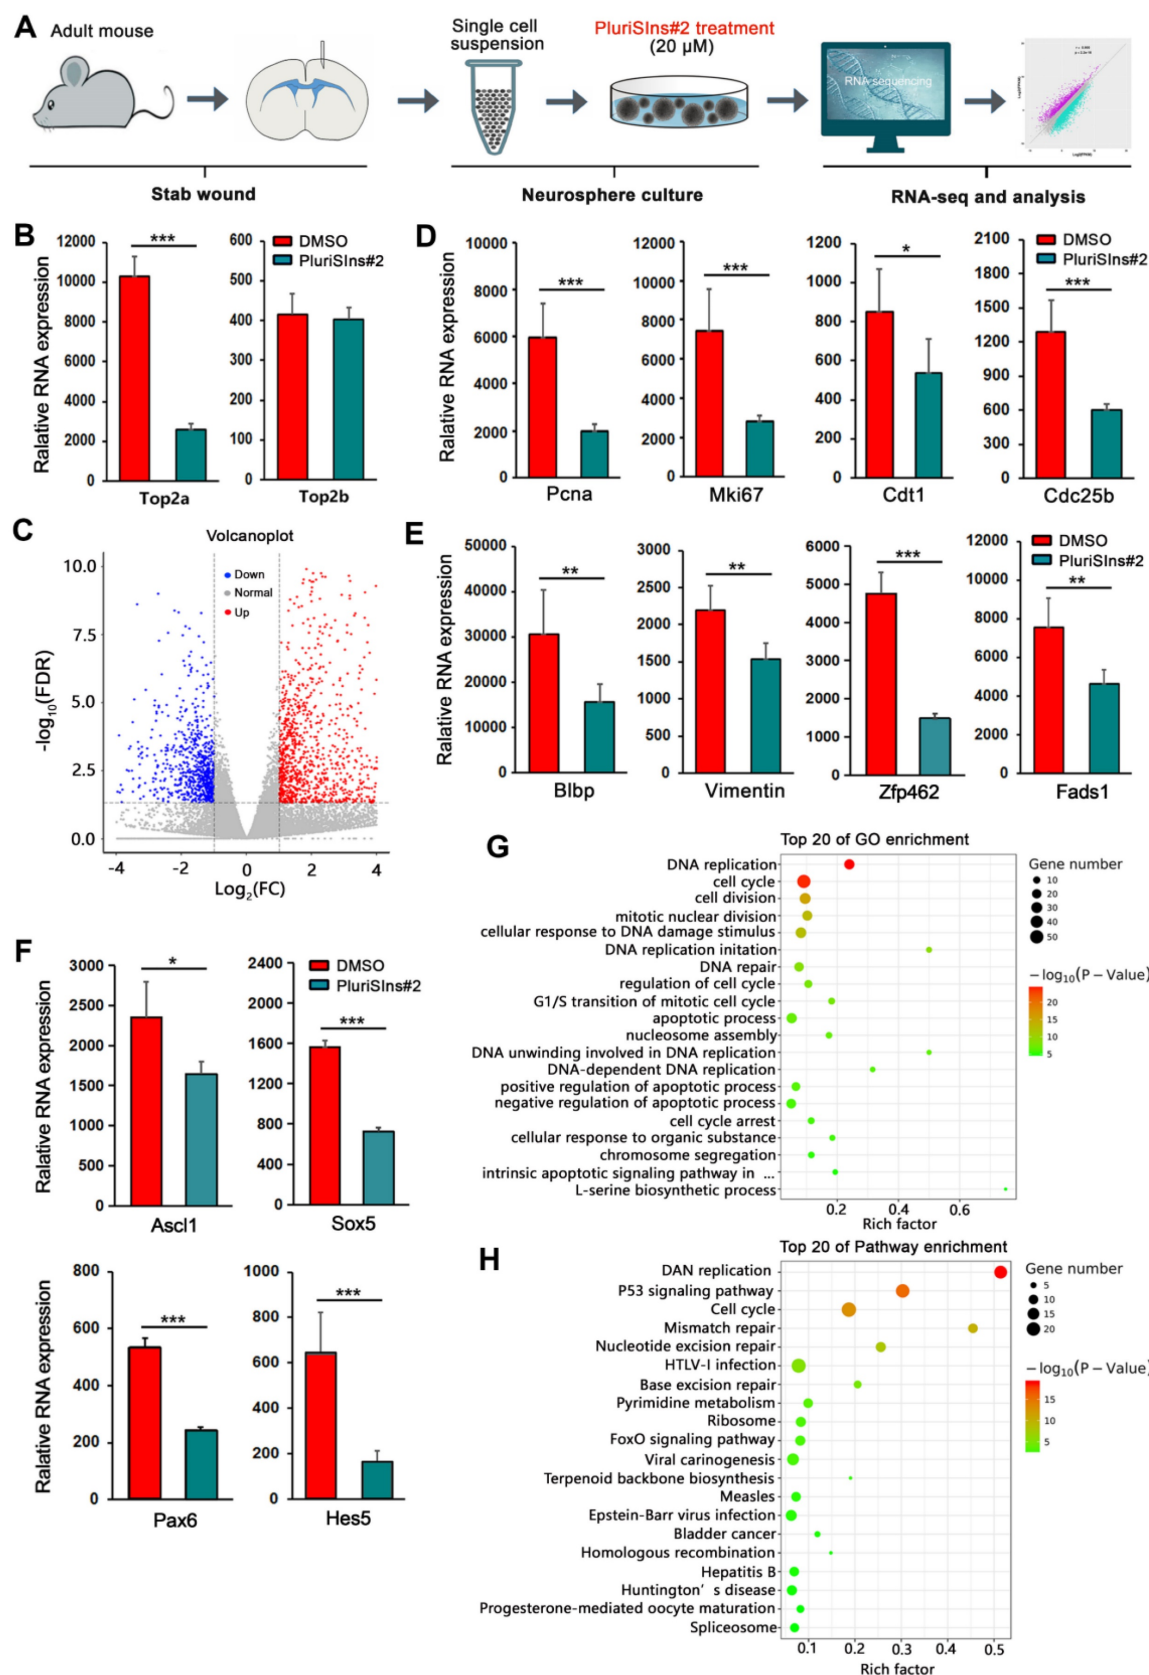 A
Adult mouse
Single cell
suspension
PluriSIns#2 treatment
(20 μM)
RNA sequencing
Stab wound
Neurosphere culture
RNA-seq and analysis
B
Ralative RNA expression
12000
10000
8000
6000
4000
2000
0
***
Top2a
600
500
400
300
200
100
0
DMSO
PluriSIns#2
Top2b
D
Ralative RNA expression
10000
8000
6000
4000
2000
0
***
Pcna
12000
10000
8000
6000
4000
2000
0
***
Mki67
1200
1000
800
600
400
200
0
*
Cdt1
2100
1800
1500
1200
900
600
300
0
DMSO
PluriSIns#2
***
Cdc25b
C
Volcanoplot
-log10(FDR)
10.0
7.5
5.0
2.5
0.0
Down
Normal
Up
-4
-2
0
2
4
Log2(FC)
E
Ralative RNA expression
50000
40000
30000
20000
10000
0
**
Blbp
3000
2500
2000
1500
1000
500
0
**
Vimentin
6000
5000
4000
3000
2000
1000
0
***
Zfp462
12000
10000
8000
6000
4000
2000
0
DMSO
PluriSIns#2
**
Fads1
F
Ralative RNA expression
3000
2500
2000
1500
1000
500
0
*
Ascl1
2400
2000
1600
1200
800
400
0
DMSO
PluriSIns#2
***
Sox5
Relative RNA expression
800
600
400
200
0
***
Pax6
1000
800
600
400
200
0
***
Hes5
G
Top 20 of GO enrichment
DNA replication
cell cycle
cell division
mitotic nuclear division
cellular response to DNA damage stimulus
DNA replication initation
DNA repair
regulation of cell cycle
G1/S transition of mitotic cell cycle
apoptotic process
nucleosome assembly
DNA unwinding involved in DNA replication
DNA-dependent DNA replication
positive regulation of apoptotic process
negative regulation of apoptotic process
cell cycle arrest
cellular response to organic substance
chromosome segregation
intrinsic apoptotic signaling pathway in ...
L-serine biosynthetic process
0.2
0.4
0.6
Rich factor
Gene number
10
20
30
40
50
−log10(P−Value)
20
15
10
5
H
Top 20 of Pathway enrichment
DAN replication
P53 signaling pathway
Cell cycle
Mismatch repair
Nucleotide excision repair
HTLV-I infection
Base excision repair
Pyrimidine metabolism
Ribosome
FoxO signaling pathway
Viral carinogenesis
Terpenoid backbone biosynthesis
Measles
Epstein-Barr virus infection
Bladder cancer
Homologous recombination
Hepatitis B
Huntington's disease
Progesterone-mediated oocyte maturation
Spliceosome
0.1
0.2
0.3
0.4
0.5
Rich factor
Gene number
5
10
15
20
−log10(P−Value)
15
10
5